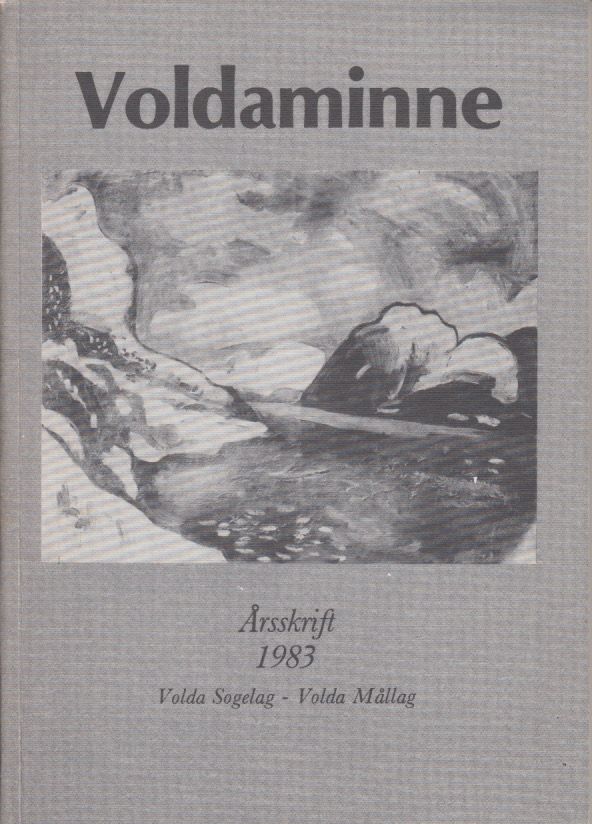 Voldaminne
Årsskrift
1983
Volda Sogelag - Volda Mållag